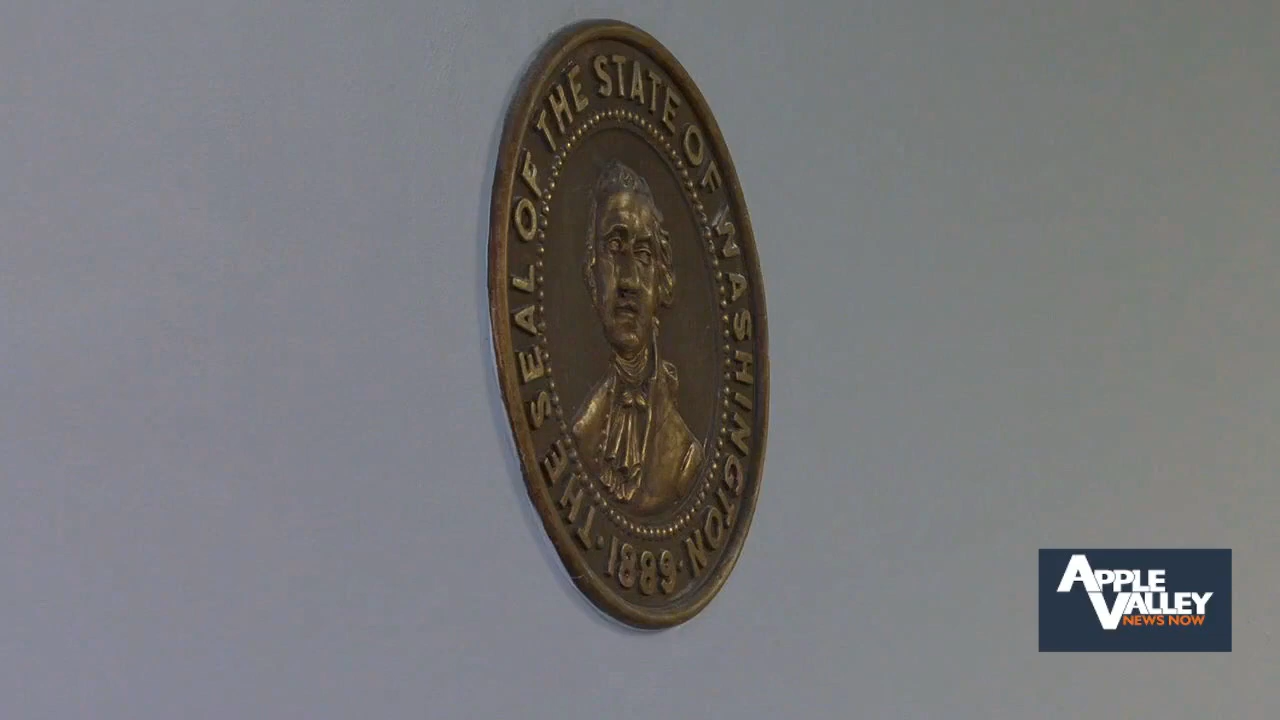 THE SEAL OF THE STATE OF WASHINGTON
· 1889 ·
APPLE
VALLEY
NEWS NOW